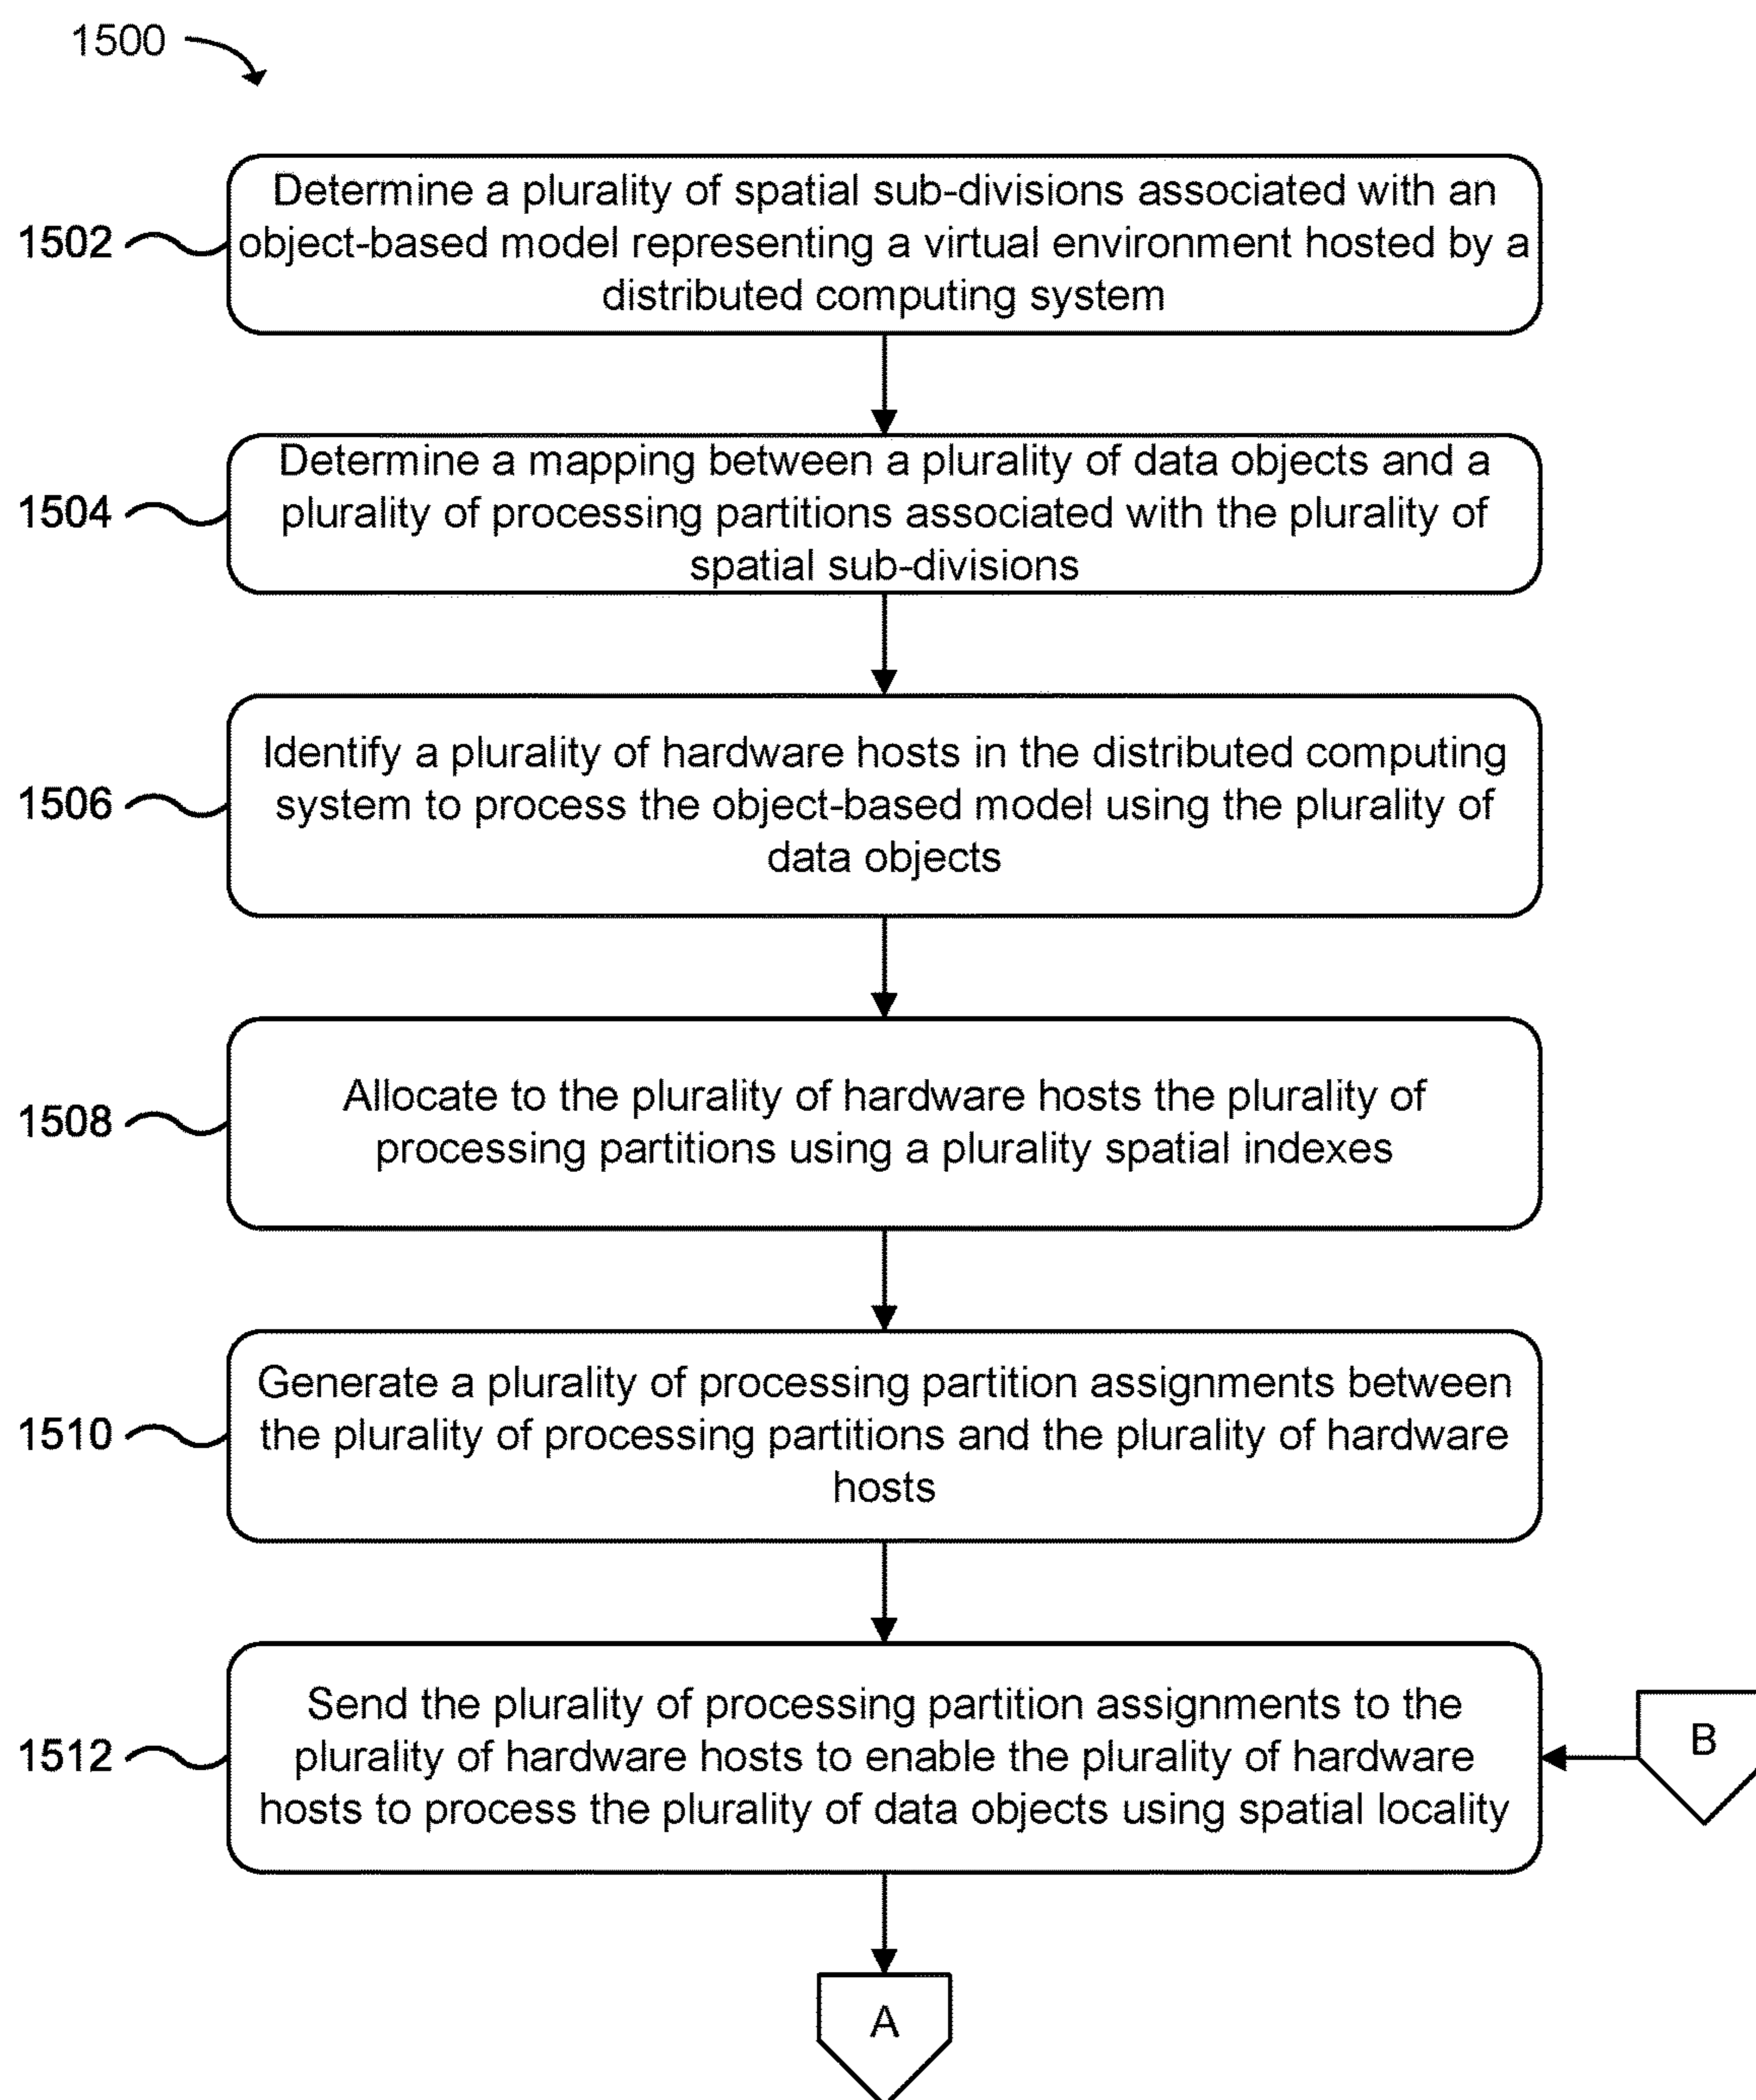 1500
Determine a plurality of spatial sub-divisions associated with an
1502
object-based model representing a virtual environment hosted by a
distributed computing system
Determine a mapping between a plurality of data objects and a
1504
plurality of processing partitions associated with the plurality of
spatial sub-divisions
Identify a plurality of hardware hosts in the distributed computing
1506
system to process the object-based model using the plurality of
data objects
1508
Allocate to the plurality of hardware hosts the plurality of
processing partitions using a plurality spatial indexes
Generate a plurality of processing partition assignments between
1510
the plurality of processing partitions and the plurality of hardware
hosts
Send the plurality of processing partition assignments to the
1512
plurality of hardware hosts to enable the plurality of hardware
hosts to process the plurality of data objects using spatial locality
B
A